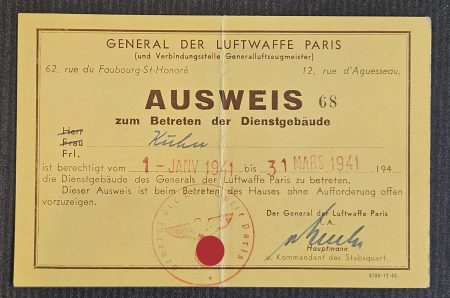 GENERAL DER LUFTWAFFE PARIS
(und Verbindungsstelle Generalluftzeugmeister)
62, rue du Faubourg-St-Honoré 12, rue d'Aguesseau,
AUSWEIS 68
zum Betreten der Dienstgebäude
Herr
Frau
Frl. Kühn
ist berechtigt vom 1 - JANV 1941 bis 31 MARS 1941 194
die Dienstgebäude des Generals der Luftwaffe Paris zu betreten.
Dieser Ausweis ist beim Betreten des Hauses ohne Aufforderung offen
vorzuzeigen.
Der General der Luftwaffe Paris
I. A.
Hauptmann
u. Kommandant des Stabsquart.